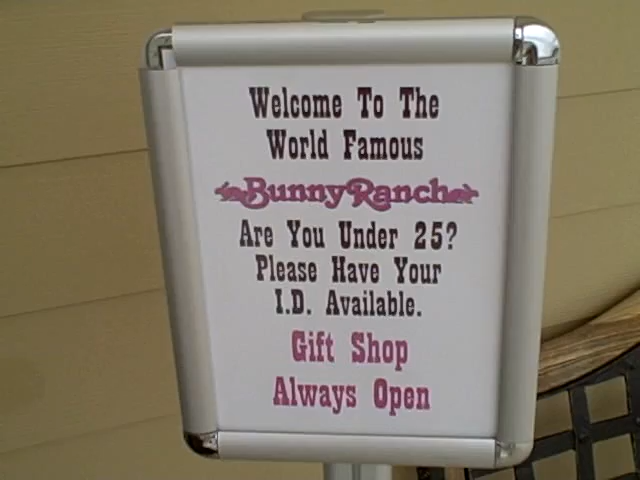 Welcome To The
World Famous
BunnyRanch
Are You Under 25?
Please Have Your
I.D. Available.
Gift Shop
Always Open